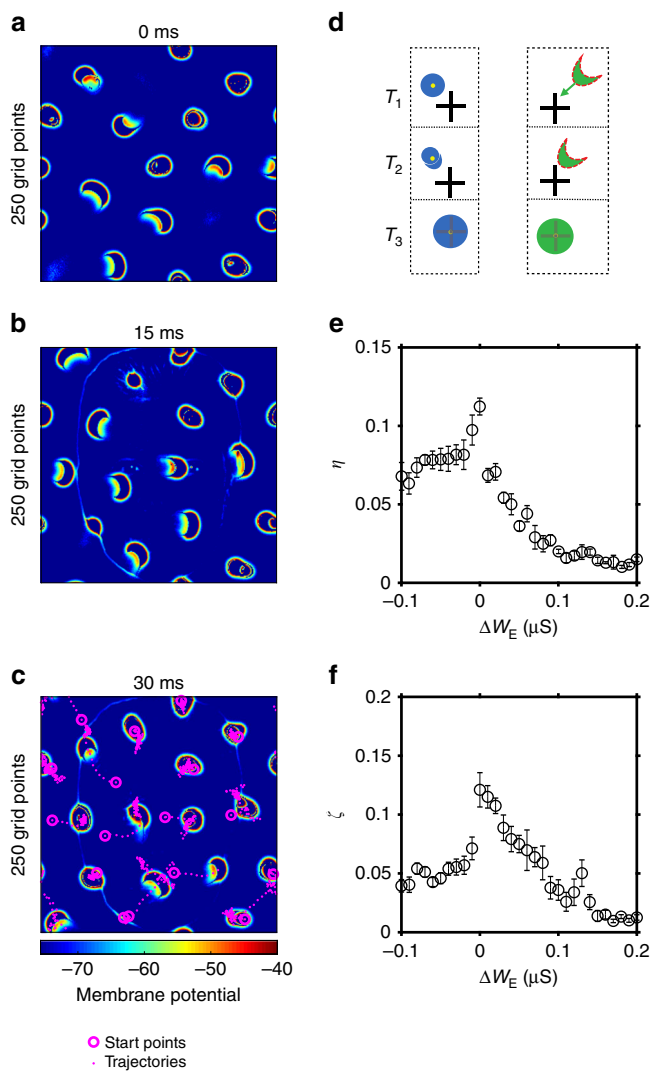 a
0 ms
250 grid points
b
15 ms
250 grid points
c
30 ms
250 grid points
−70 −60 −50 −40
Membrane potential
Start points
Trajectories
d
T1
T2
T3
e
0.15
0.1
0.05
0
η
−0.1 0 0.1 0.2
ΔWE (μS)
f
0.2
0.15
0.1
0.05
0
ζ
−0.1 0 0.1 0.2
ΔWE (μS)